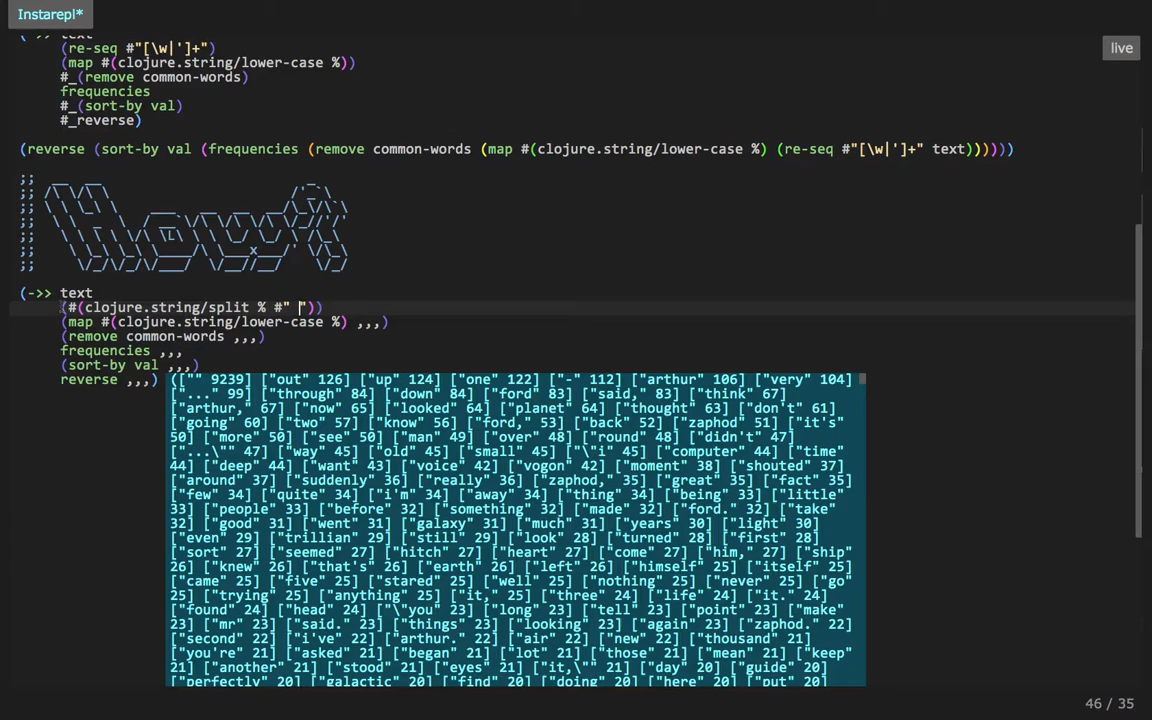 Instarepl*
live
(->> text
(re-seq #"[\w|']+")
(map #(clojure.string/lower-case %))
#_(remove common-words)
frequencies
#_(sort-by val)
#_reverse)
(reverse (sort-by val (frequencies (remove common-words (map #(clojure.string/lower-case %) (re-seq #"[\w|']+" text))))))
(->> text
(#(clojure.string/split % #" "))
(map #(clojure.string/lower-case %) ,,,)
(remove common-words ,,,)
frequencies ,,,
(sort-by val ,,,)
reverse ,,,) (["" 9239] ["out" 126] ["up" 124] ["one" 122] ["-" 112] ["arthur" 106] ["very" 104]
["..." 99] ["through" 84] ["down" 84] ["ford" 83] ["said," 83] ["think" 67]
["arthur," 67] ["now" 65] ["looked" 64] ["planet" 64] ["thought" 63] ["don't" 61]
["going" 60] ["two" 57] ["know" 56] ["ford," 53] ["back" 52] ["zaphod" 51] ["it's"
50] ["more" 50] ["see" 50] ["man" 49] ["over" 48] ["round" 48] ["didn't" 47]
["...\"" 47] ["way" 45] ["old" 45] ["small" 45] ["\"i" 45] ["computer" 44] ["time"
44] ["deep" 44] ["want" 43] ["voice" 42] ["vogon" 42] ["moment" 38] ["shouted" 37]
["around" 37] ["suddenly" 36] ["really" 36] ["zaphod," 35] ["great" 35] ["fact" 35]
["few" 34] ["quite" 34] ["i'm" 34] ["away" 34] ["thing" 34] ["being" 33] ["little"
33] ["people" 33] ["before" 32] ["something" 32] ["made" 32] ["ford." 32] ["take"
32] ["good" 31] ["went" 31] ["galaxy" 31] ["much" 31] ["years" 30] ["light" 30]
["even" 29] ["trillian" 29] ["still" 29] ["look" 28] ["turned" 28] ["first" 28]
["sort" 27] ["seemed" 27] ["hitch" 27] ["heart" 27] ["come" 27] ["him," 27] ["ship"
26] ["knew" 26] ["that's" 26] ["earth" 26] ["left" 26] ["himself" 25] ["itself" 25]
["came" 25] ["five" 25] ["stared" 25] ["well" 25] ["nothing" 25] ["never" 25] ["go"
25] ["trying" 25] ["anything" 25] ["it," 25] ["three" 24] ["life" 24] ["it." 24]
["found" 24] ["head" 24] ["\"you" 23] ["long" 23] ["tell" 23] ["point" 23] ["make"
23] ["mr" 23] ["said." 23] ["things" 23] ["looking" 23] ["again" 23] ["zaphod." 22]
["second" 22] ["i've" 22] ["arthur." 22] ["air" 22] ["new" 22] ["thousand" 21]
["you're" 21] ["asked" 21] ["began" 21] ["lot" 21] ["those" 21] ["mean" 21] ["keep"
21] ["another" 21] ["stood" 21] ["eyes" 21] ["it,\"" 21] ["day" 20] ["guide" 20]
["perfectly" 20] ["galactic" 20] ["find" 20] ["doing" 20] ["here" 20] ["put" 20]
46 / 35